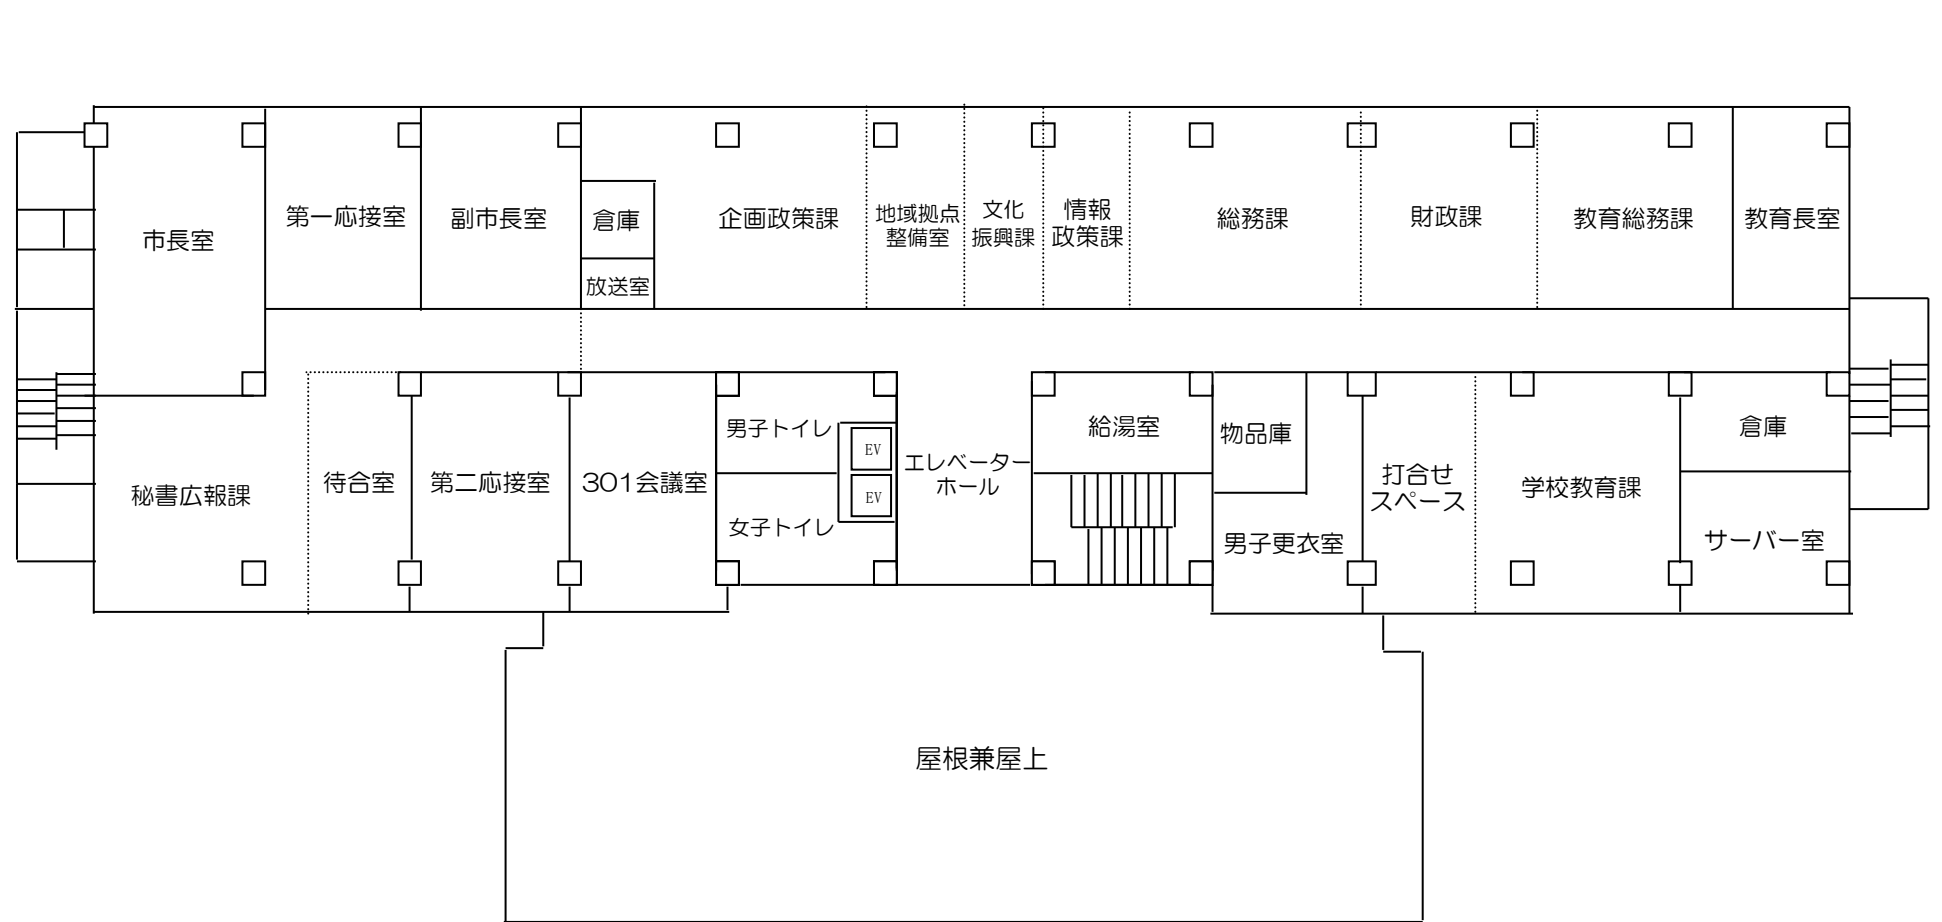 市長室
第一応接室
副市長室
倉庫
放送室
企画政策課
地域拠点
整備室
文化
振興課
情報
政策課
総務課
財政課
教育総務課
教育長室
秘書広報課
待合室
第二応接室
301会議室
男子トイレ
女子トイレ
EV
EV
エレベーター
ホール
給湯室
物品庫
男子更衣室
打合せ
スペース
学校教育課
倉庫
サーバー室
屋根兼屋上